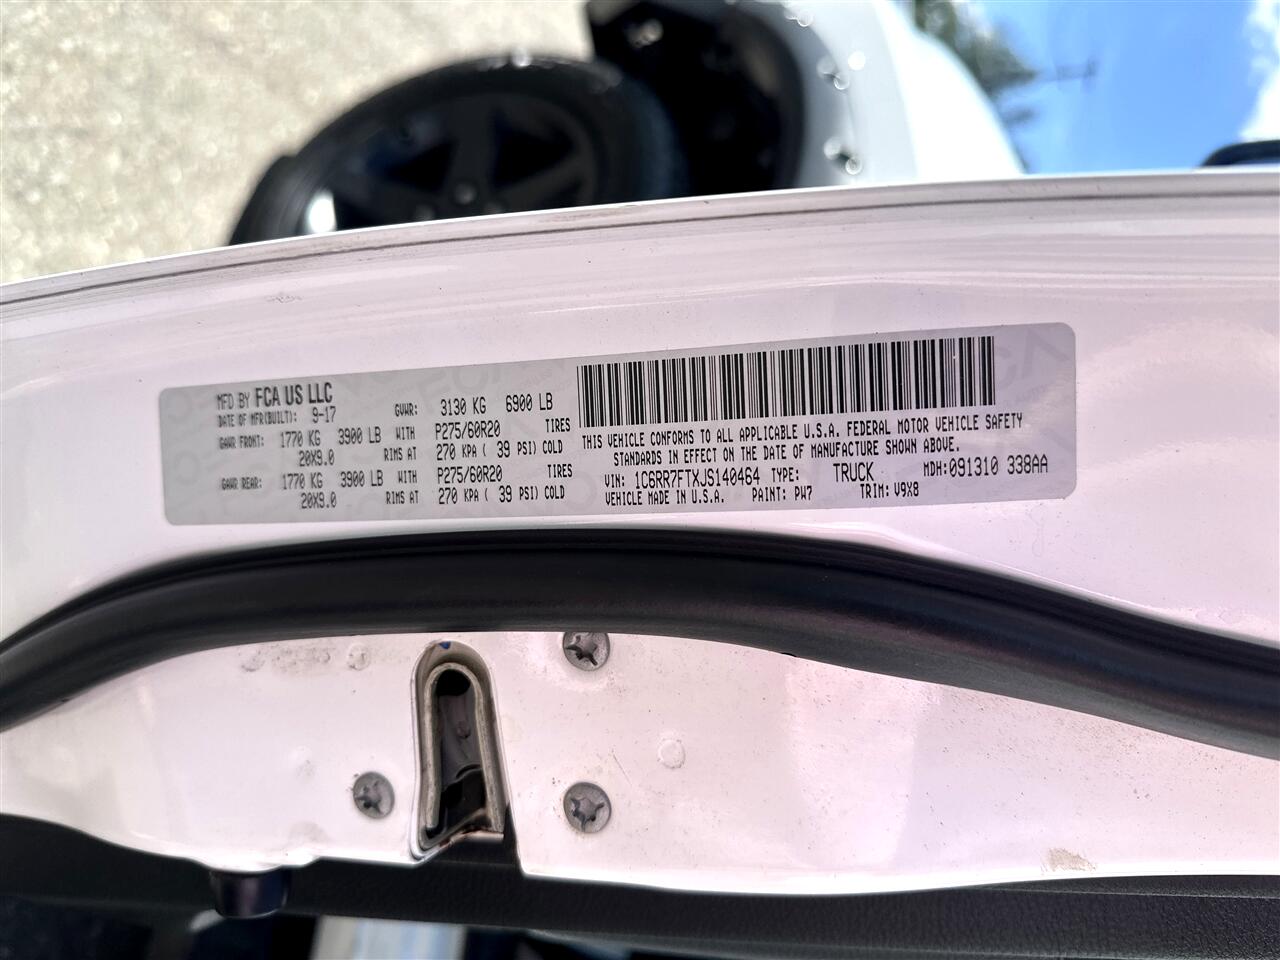 MFD BY FCA US LLC
DATE OF MFR(BUILT): 9-17 GVWR: 3130 KG 6900 LB
GAWR FRONT: 1770 KG 3900 LB WITH P275/60R20 TIRES
20X9.0 RIMS AT 270 KPA ( 39 PSI) COLD
GAWR REAR: 1770 KG 3900 LB WITH P275/60R20 TIRES
20X9.0 RIMS AT 270 KPA ( 39 PSI) COLD
THIS VEHICLE CONFORMS TO ALL APPLICABLE U.S.A. FEDERAL MOTOR VEHICLE SAFETY
STANDARDS IN EFFECT ON THE DATE OF MANUFACTURE SHOWN ABOVE.
VIN: 1C6RR7FTXJS140464 TYPE: TRUCK MDH:091310 338AA
VEHICLE MADE IN U.S.A. PAINT: PW7 TRIM: V9X8